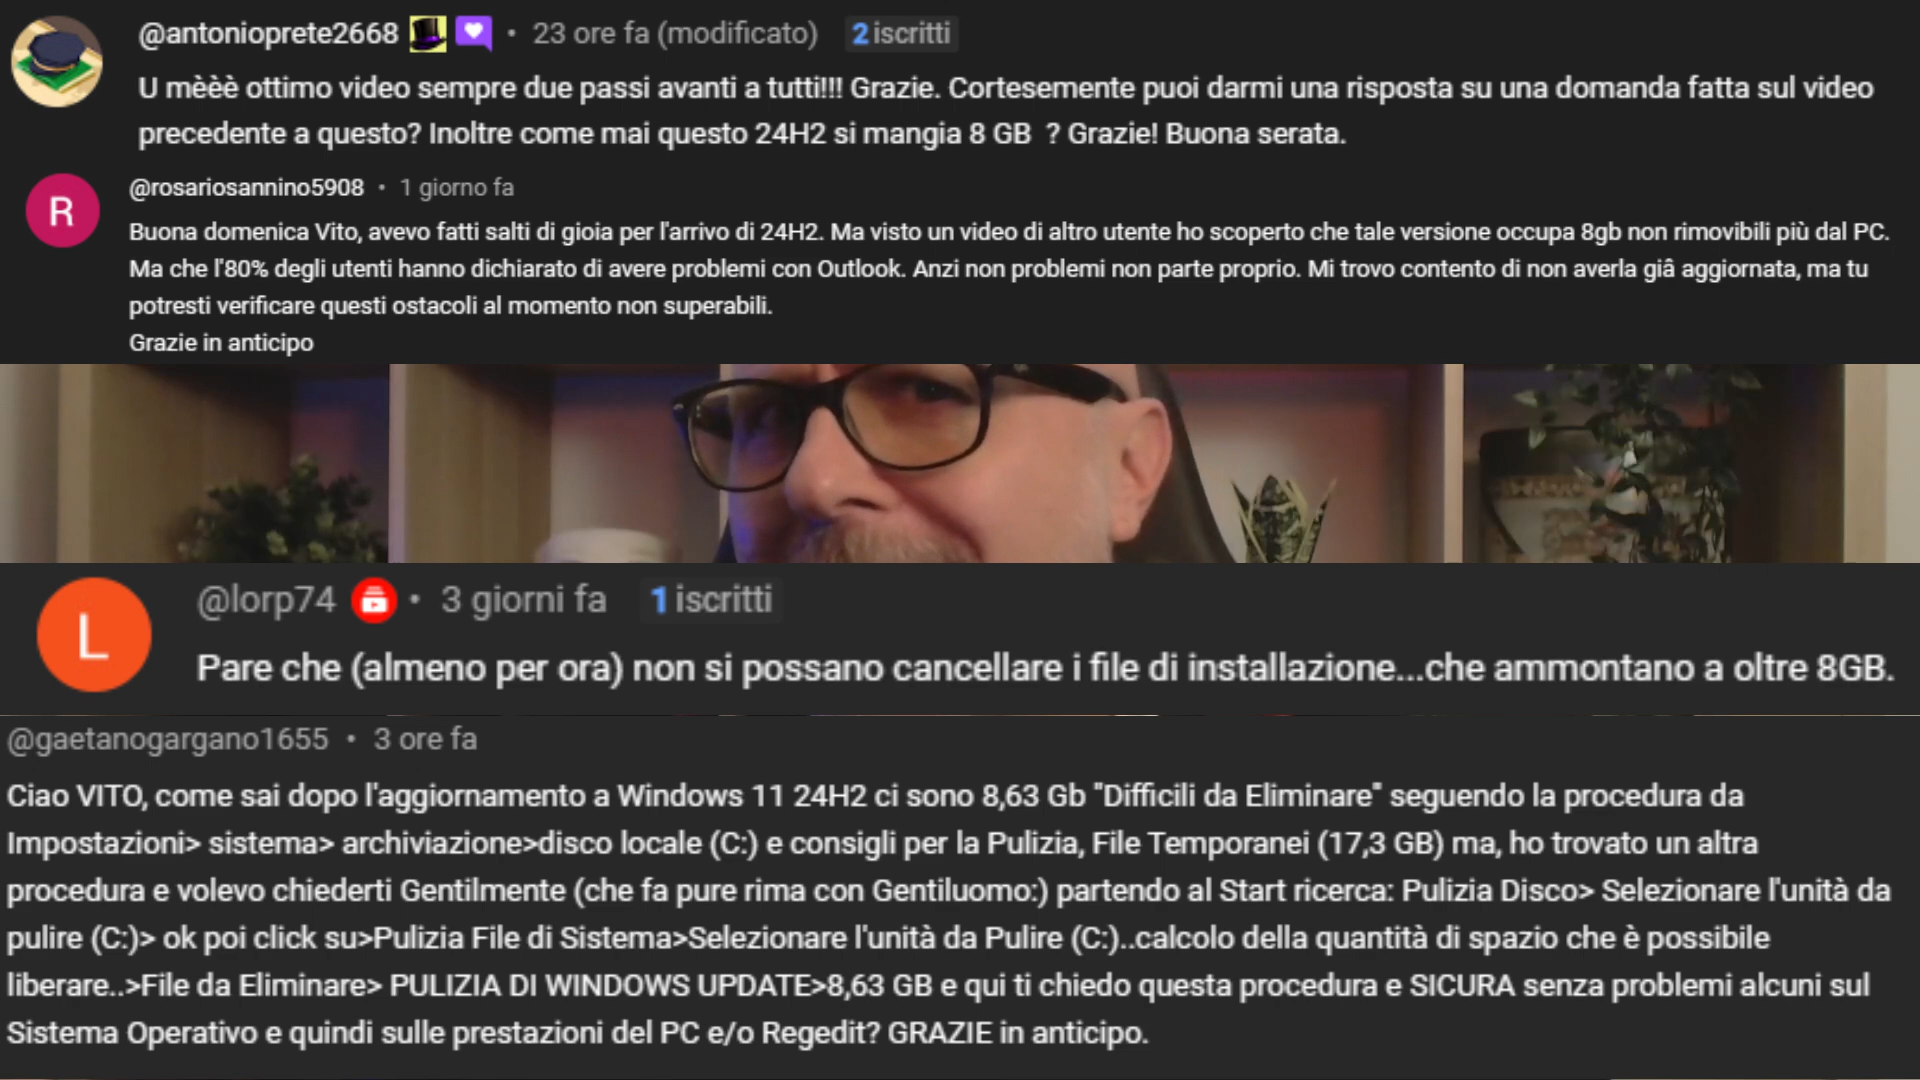 @antonioprete2668 • 23 ore fa (modificato) 2 iscritti
U mèèè ottimo video sempre due passi avanti a tutti!!! Grazie. Cortesemente puoi darmi una risposta su una domanda fatta sul video
precedente a questo? Inoltre come mai questo 24H2 si mangia 8 GB ? Grazie! Buona serata.
R
@rosariosannino5908 • 1 giorno fa
Buona domenica Vito, avevo fatti salti di gioia per l'arrivo di 24H2. Ma visto un video di altro utente ho scoperto che tale versione occupa 8gb non rimovibili più dal PC.
Ma che l'80% degli utenti hanno dichiarato di avere problemi con Outlook. Anzi non problemi non parte proprio. Mi trovo contento di non averla giâ aggiornata, ma tu
potresti verificare questi ostacoli al momento non superabili.
Grazie in anticipo
L
@lorp74 • 3 giorni fa 1 iscritti
Pare che (almeno per ora) non si possano cancellare i file di installazione...che ammontano a oltre 8GB.
@gaetanogargano1655 • 3 ore fa
Ciao VITO, come sai dopo l'aggiornamento a Windows 11 24H2 ci sono 8,63 Gb "Difficili da Eliminare" seguendo la procedura da
Impostazioni> sistema> archiviazione>disco locale (C:) e consigli per la Pulizia, File Temporanei (17,3 GB) ma, ho trovato un altra
procedura e volevo chiederti Gentilmente (che fa pure rima con Gentiluomo:) partendo al Start ricerca: Pulizia Disco> Selezionare l'unità da
pulire (C:)> ok poi click su>Pulizia File di Sistema>Selezionare l'unità da Pulire (C:)..calcolo della quantità di spazio che è possibile
liberare..>File da Eliminare> PULIZIA DI WINDOWS UPDATE>8,63 GB e qui ti chiedo questa procedura e SICURA senza problemi alcuni sul
Sistema Operativo e quindi sulle prestazioni del PC e/o Regedit? GRAZIE in anticipo.